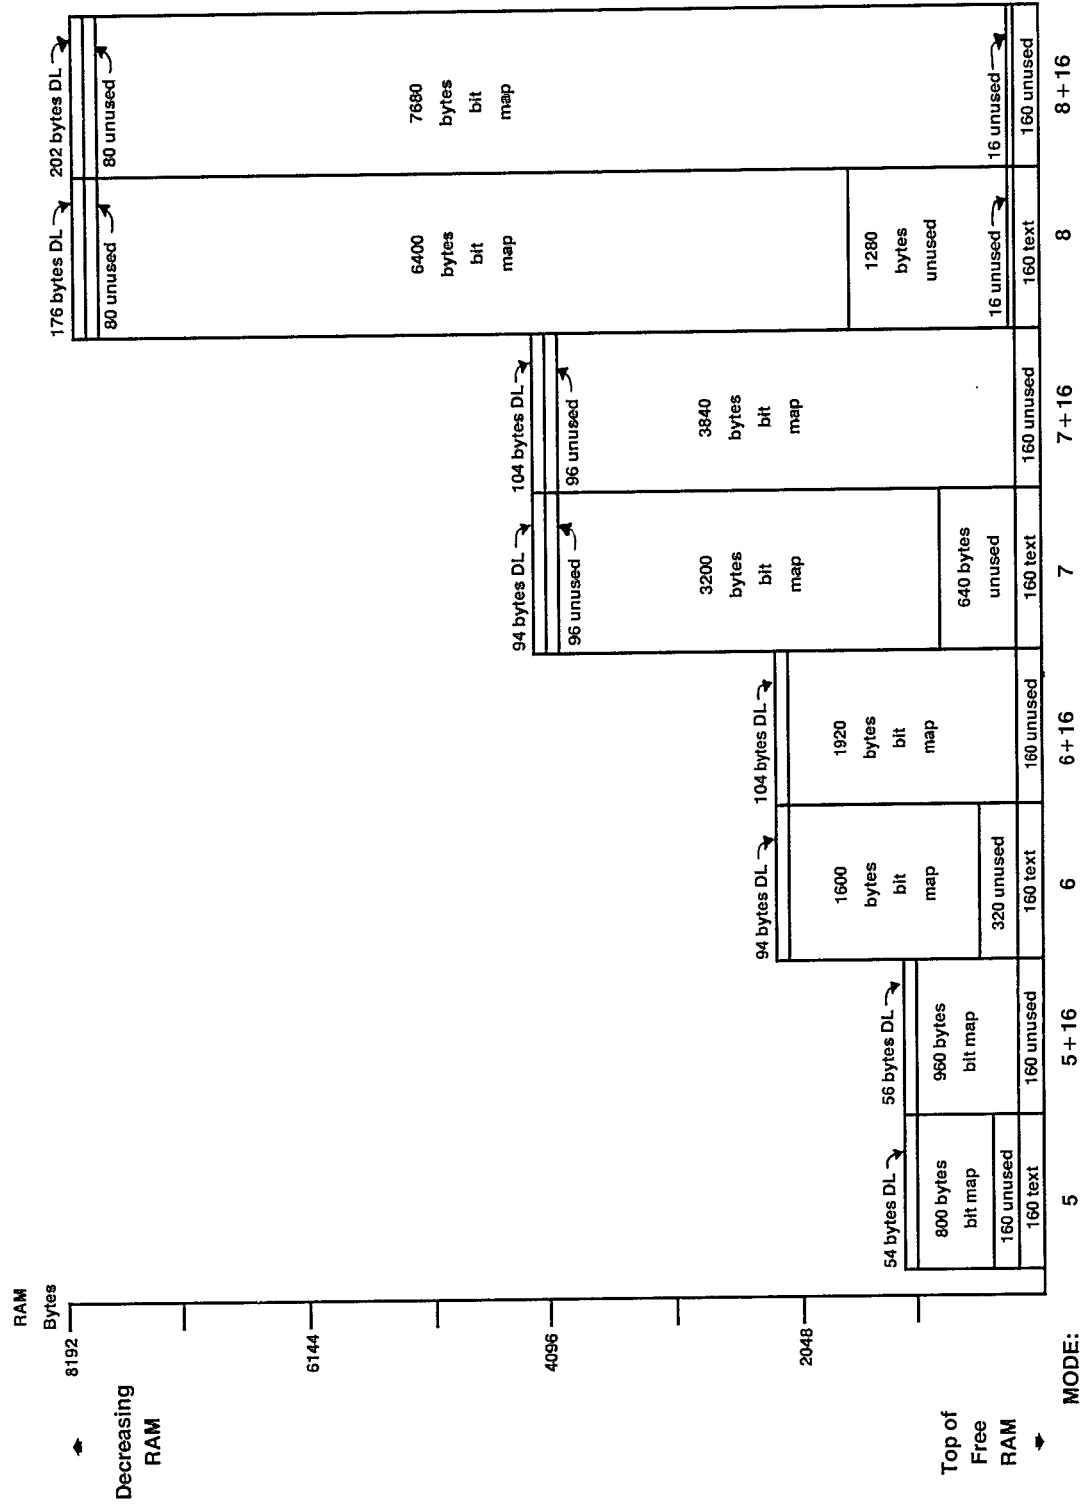 RAM
Bytes
8192
6144
4096
2048
Decreasing
RAM
Top of
Free
RAM
MODE:
54 bytes DL
800 bytes
bit map
160 unused
160 text
5
56 bytes DL
960 bytes
bit map
160 unused
5+16
94 bytes DL
1600
bytes
bit
map
320 unused
160 text
6
104 bytes DL
1920
bytes
bit
map
160 unused
6+16
94 bytes DL
96 unused
3200
bytes
bit
map
640 bytes
unused
160 text
7
104 bytes DL
96 unused
3840
bytes
bit
map
160 unused
7+16
176 bytes DL
80 unused
6400
bytes
bit
map
1280
bytes
unused
16 unused
160 text
8
202 bytes DL
80 unused
7680
bytes
bit
map
16 unused
160 unused
8+16